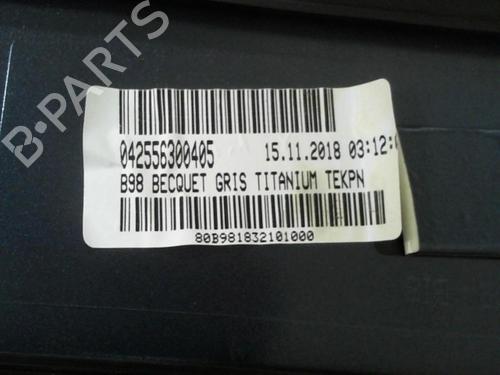 B-PARTS
042556300405 15.11.2018 03:12:
B98 BECQUET GRIS TITANIUM TEKPN
80B981832101000